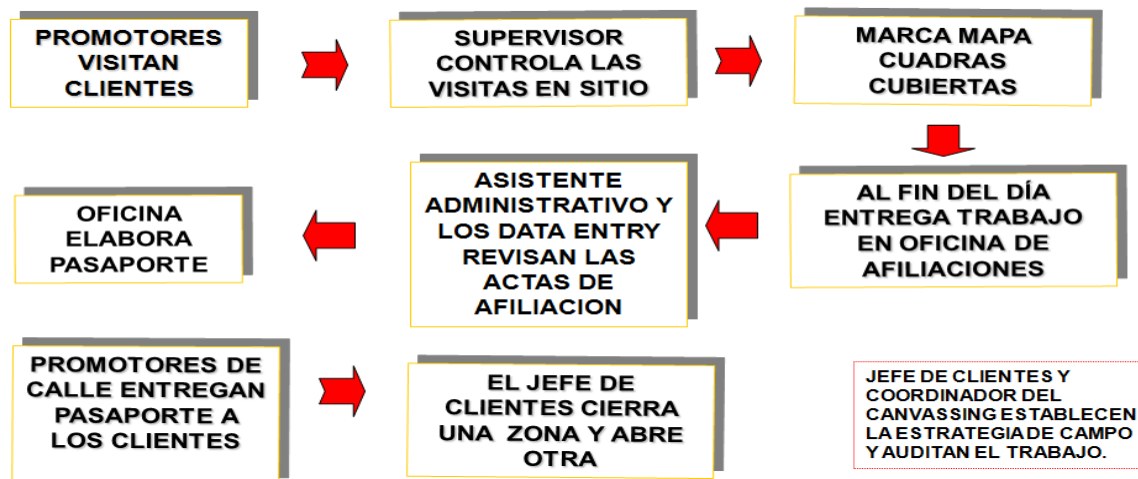 PROMOTORES
VISITAN
CLIENTES
SUPERVISOR
CONTROLA LAS
VISITAS EN SITIO
MARCA MAPA
CUADRAS
CUBIERTAS
AL FIN DEL DÍA
ENTREGA TRABAJO
EN OFICINA DE
AFILIACIONES
ASISTENTE
ADMINISTRATIVO Y
LOS DATA ENTRY
REVISAN LAS
ACTAS DE
AFILIACION
OFICINA
ELABORA
PASAPORTE
PROMOTORES DE
CALLE ENTREGAN
PASAPORTE A
LOS CLIENTES
EL JEFE DE
CLIENTES CIERRA
UNA ZONA Y ABRE
OTRA
JEFE DE CLIENTES Y
COORDINADOR DEL
CANVASSING ESTABLECEN
LA ESTRATEGIA DE CAMPO
Y AUDITAN EL TRABAJO.